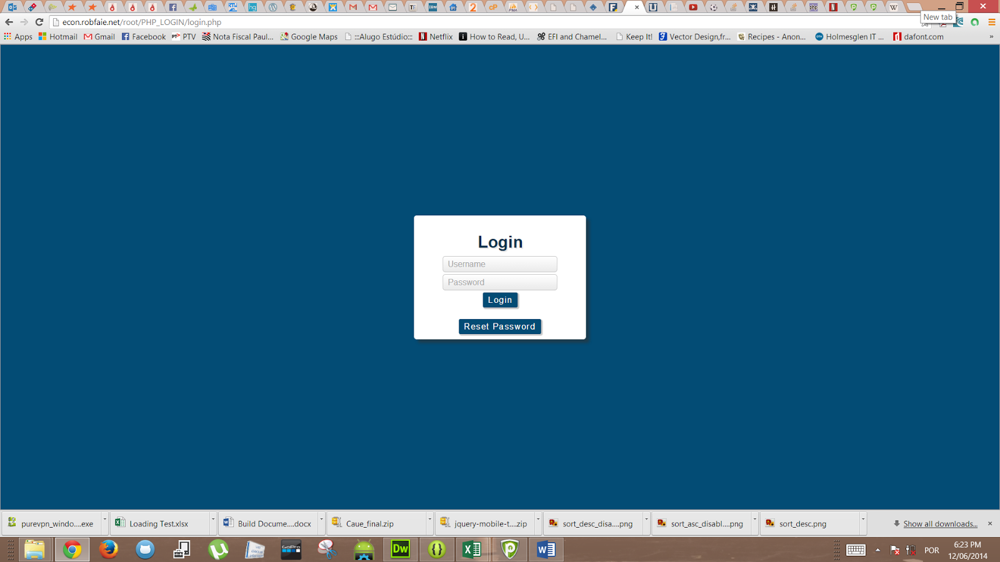 New tab
econ.robfaie.net/root/PHP_LOGIN/login.php
Apps Hotmail Gmail Facebook PTV Nota Fiscal Paul... Google Maps :::Alugo Estúdio::: Netflix How to Read, U... EFI and Chamel... Keep It! Vector Design,fr... Recipes - Anon... Holmesglen IT ... dafont.com »
Login
Username
Password
Login
Reset Password
purevpn_windo....exe Loading Test.xlsx Build Docume....docx Caue_final.zip jquery-mobile-t....zip sort_desc_disa....png sort_asc_disabl....png sort_desc.png Show all downloads...
Dw GoPro POR 6:23 PM
12/06/2014